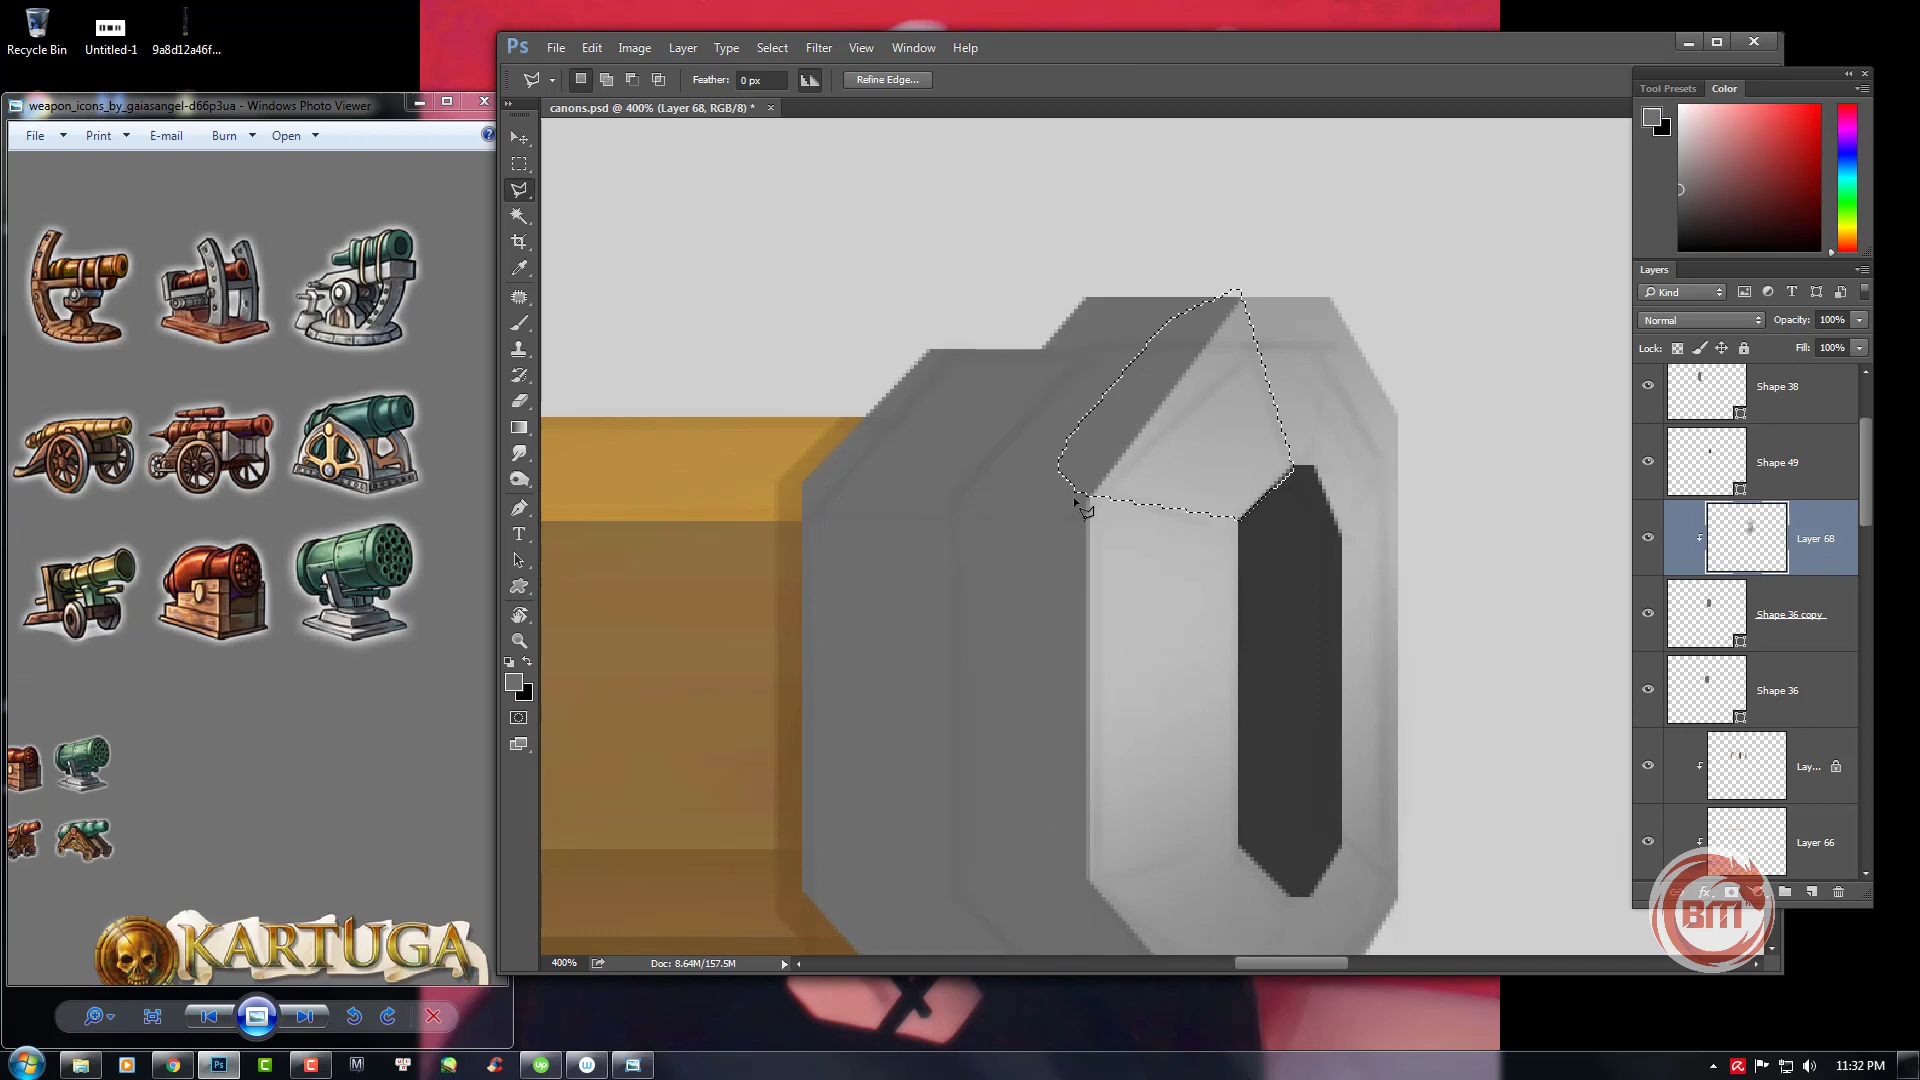 Recycle Bin
Untitled-1
9a8d12a46f...
weapon_icons_by_gaiasangel-d66p3ua - Windows Photo Viewer
File
Print
E-mail
Burn
Open
KARTUGA
Ps
File
Edit
Image
Layer
Type
Select
Filter
View
Window
Help
Feather:
0 px
Refine Edge...
canons.psd @ 400% (Layer 68, RGB/8) *
400%
Doc: 8.64M/157.5M
Tool Presets
Color
Layers
Kind
Normal
Opacity:
100%
Lock:
Fill:
100%
Shape 38
Shape 49
Layer 68
Shape 36 copy
Shape 36
Lay...
Layer 66
BM
11:32 PM